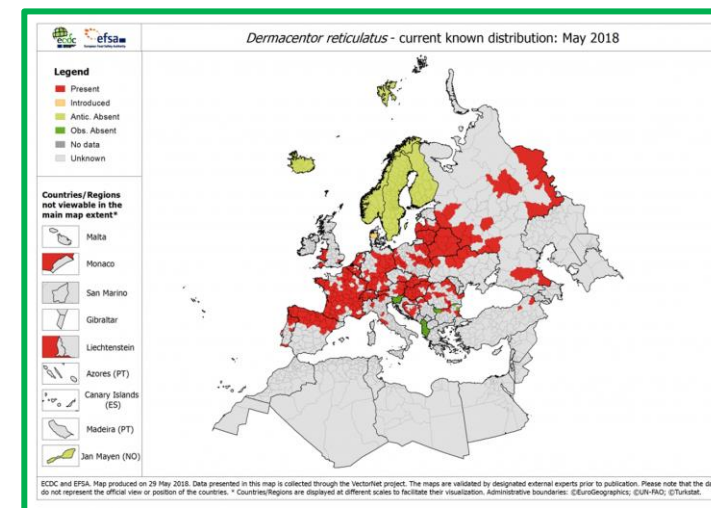 ecdc
efsa
European Food Safety Authority
Dermacentor reticulatus - current known distribution: May 2018
Legend
Present
Introduced
Antic. Absent
Obs. Absent
No data
Unknown
Countries/Regions
not viewable in the
main map extent*
Malta
Monaco
San Marino
Gibraltar
Liechtenstein
Azores (PT)
Canary Islands
(ES)
Madeira (PT)
Jan Mayen (NO)
ECDC and EFSA. Map produced on 29 May 2018. Data presented in this map is collected through the VectorNet project. The maps are validated by designated external experts prior to publication. Please note that the da
do not represent the official view or position of the countries. * Countries/Regions are displayed at different scales to facilitate their visualization. Administrative boundaries: ©EuroGeographics; ©UN-FAO; ©Turkstat.